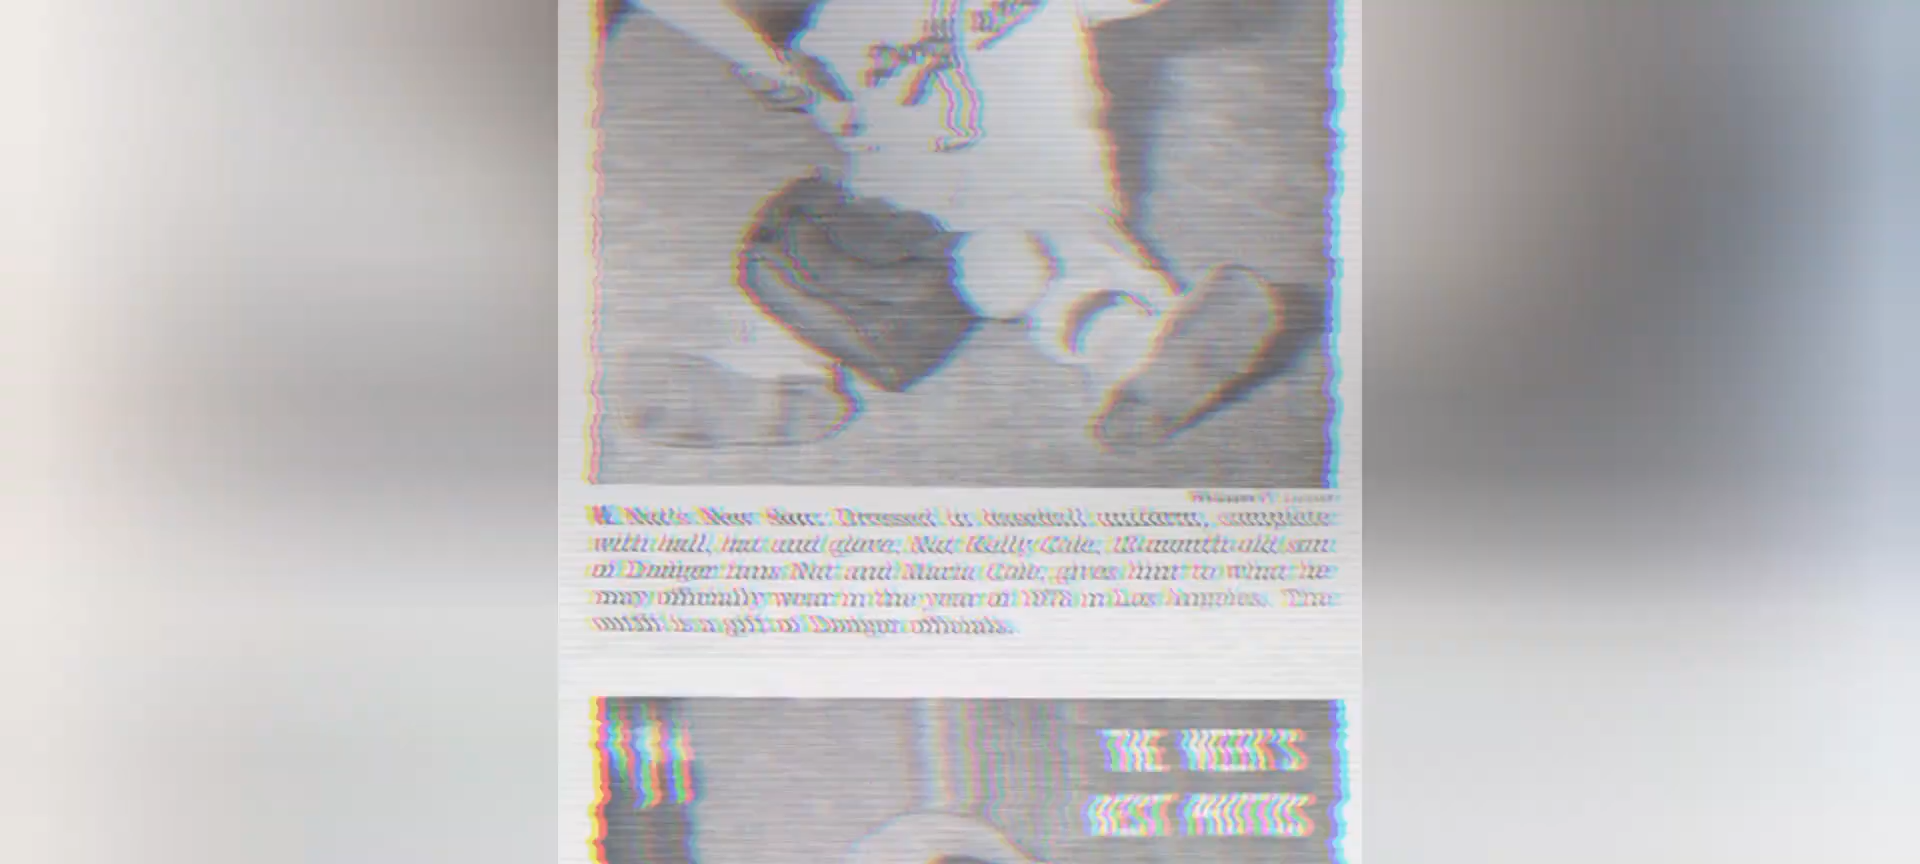 Nat's New Son: Dressed in baseball uniform, complete
with ball, bat and glove, Nat Kelly Cole, 18-month-old son
of Dodger fans Nat and Maria Cole, gives hint to what he
may officially wear in the year of 1978 in Los Angeles. The
outfit is a gift of Dodger officials.
THE WEEK'S
BEST PHOTOS